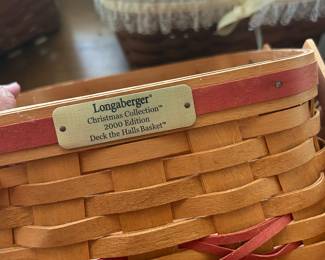 Longaberger®
Christmas Collection™
2000 Edition
Deck the Halls Basket™